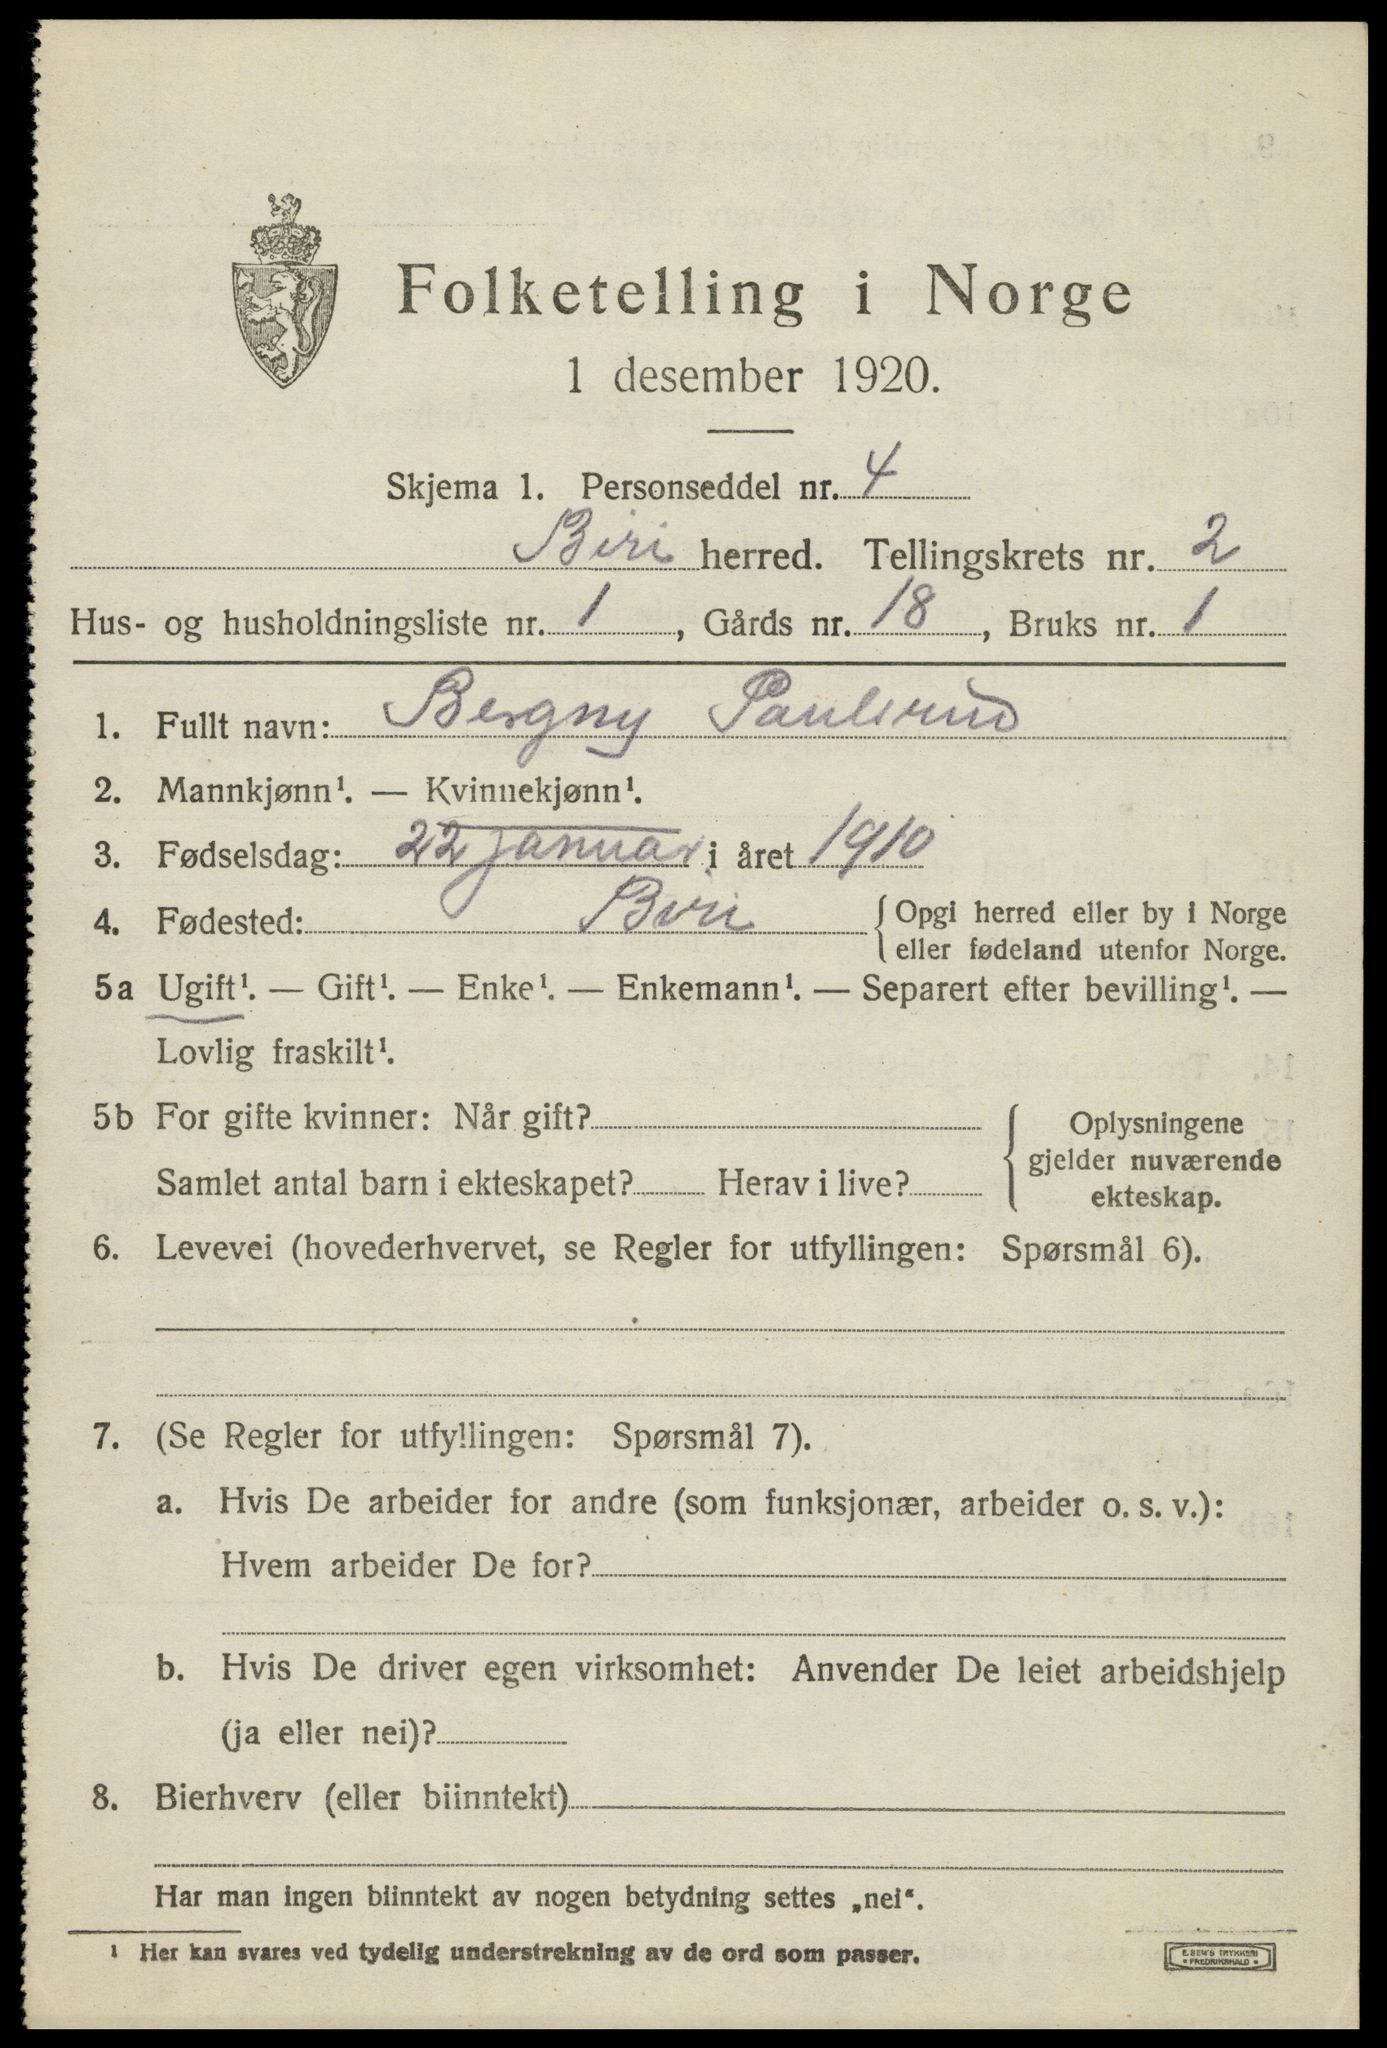 Folketelling i Norge
1 desember 1920.
Skjema 1. Personseddel nr. 4
Biri herred. Tellingskrets nr. 2
Hus- og husholdningsliste nr. 1, Gårds nr. 18, Bruks nr. 1
1. Fullt navn: Bergny Paulsrud
2. Mannkjønn¹. — Kvinnekjønn¹.
3. Fødselsdag: 22 januar i året 1910
4. Fødested: Biri { Opgi herred eller by i Norge
eller fødeland utenfor Norge.
5a Ugift¹. — Gift¹. — Enke¹. — Enkemann¹. — Separert efter bevilling¹. —
Lovlig fraskilt¹.
5b For gifte kvinner: Når gift?
Samlet antal barn i ekteskapet? Herav i live?
Oplysningene
gjelder nuværende
ekteskap.
6. Levevei (hovederhvervet, se Regler for utfyllingen: Spørsmål 6).
7. (Se Regler for utfyllingen: Spørsmål 7).
a. Hvis De arbeider for andre (som funksjonær, arbeider o. s. v.):
Hvem arbeider De for?
b. Hvis De driver egen virksomhet: Anvender De leiet arbeidshjelp
(ja eller nei)?
8. Bierhverv (eller biinntekt)
Har man ingen biinntekt av nogen betydning settes „nei“.
¹ Her kan svares ved tydelig understrekning av de ord som passer.
E. SEM'S TRYKKERI
FREDRIKSHALD